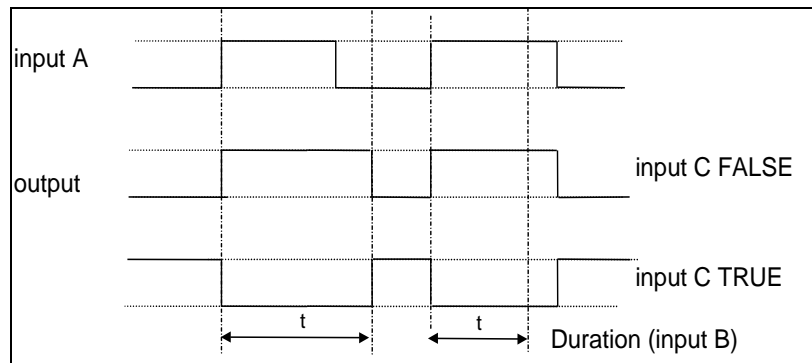 input A
output
input C FALSE
input C TRUE
t
t
Duration (input B)